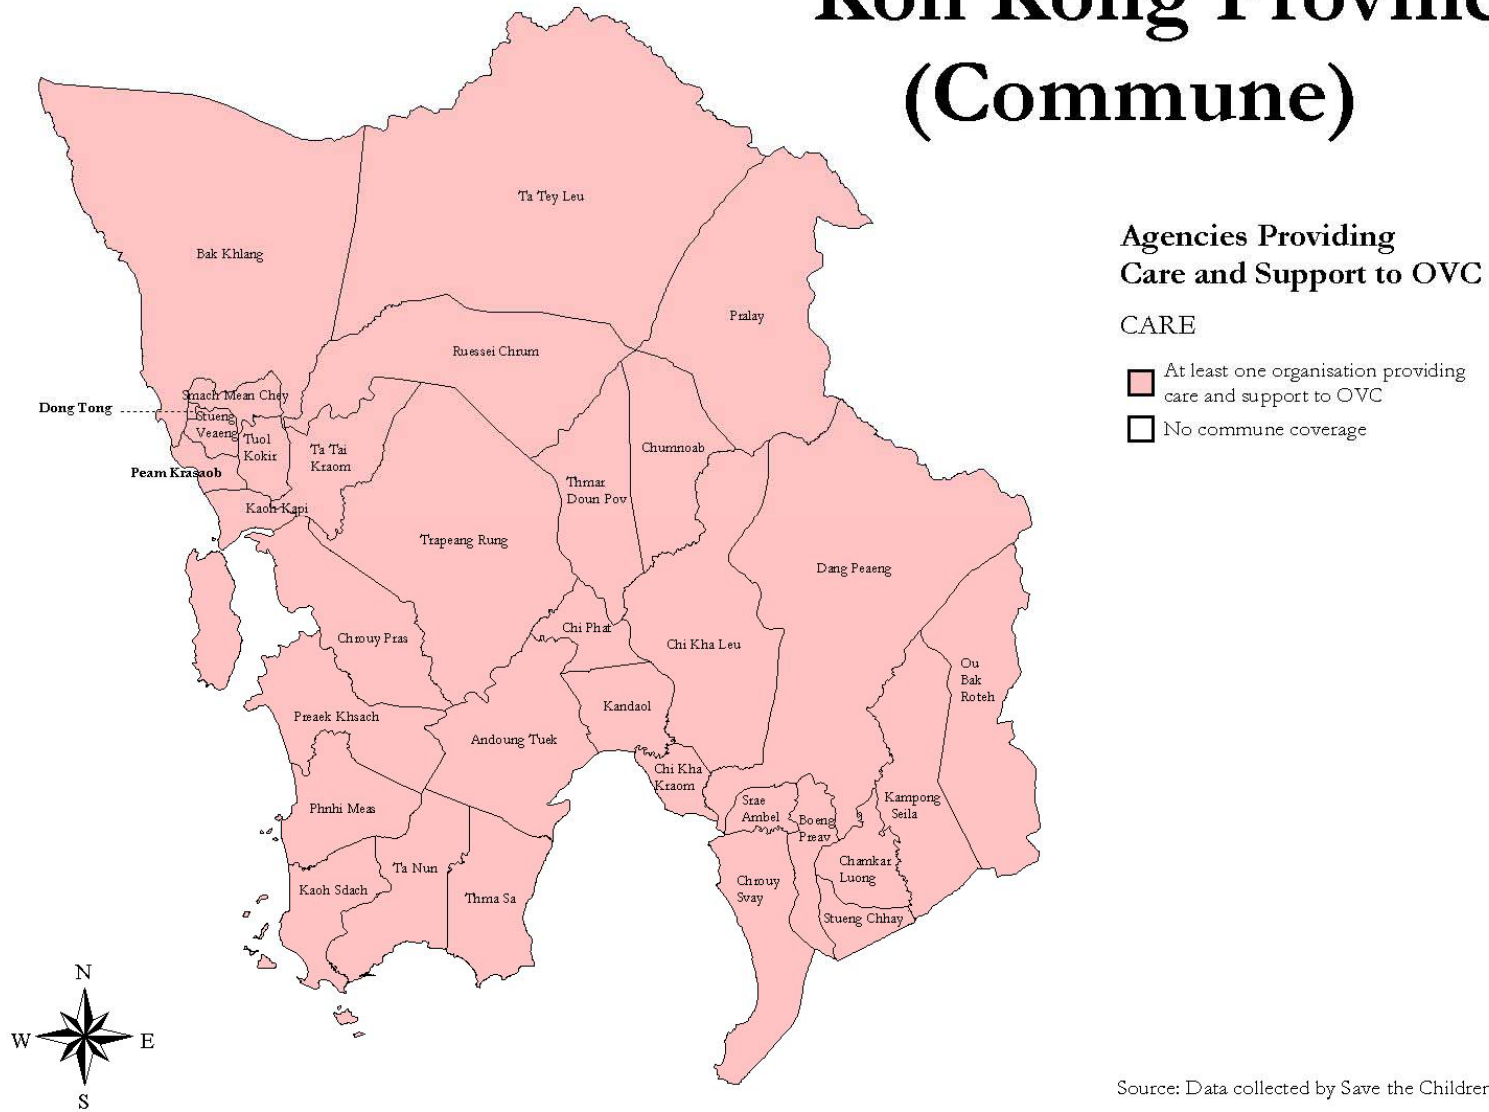 Koh Kong Provinc
(Commune)
Agencies Providing
Care and Support to OVC
CARE
At least one organisation providing
care and support to OVC
No commune coverage
Ta Tey Leu
Bak Khlang
Pralay
Ruessei Chrum
Smach Mean Chey
Dong Tong
Stueng
Veaeng
Tuol
Kokir
Ta Tai
Kraom
Chumnoab
Peam Krasaob
Thmar
Doun Pov
Kaoh Kapi
Trapeang Rung
Dang Peaeng
Chi Phat
Chrouy Pras
Chi Kha Leu
Ou
Bak
Roteh
Kandaol
Preaek Khsach
Andoung Tuek
Chi Kha
Kraom
Phnhi Meas
Srae
Ambel
Boeng
Preav
Kampong
Seila
Ta Nun
Chamkar
Luong
Kaoh Sdach
Thma Sa
Chrouy
Svay
Stueng Chhay
N
W
E
S
Source: Data collected by Save the Children